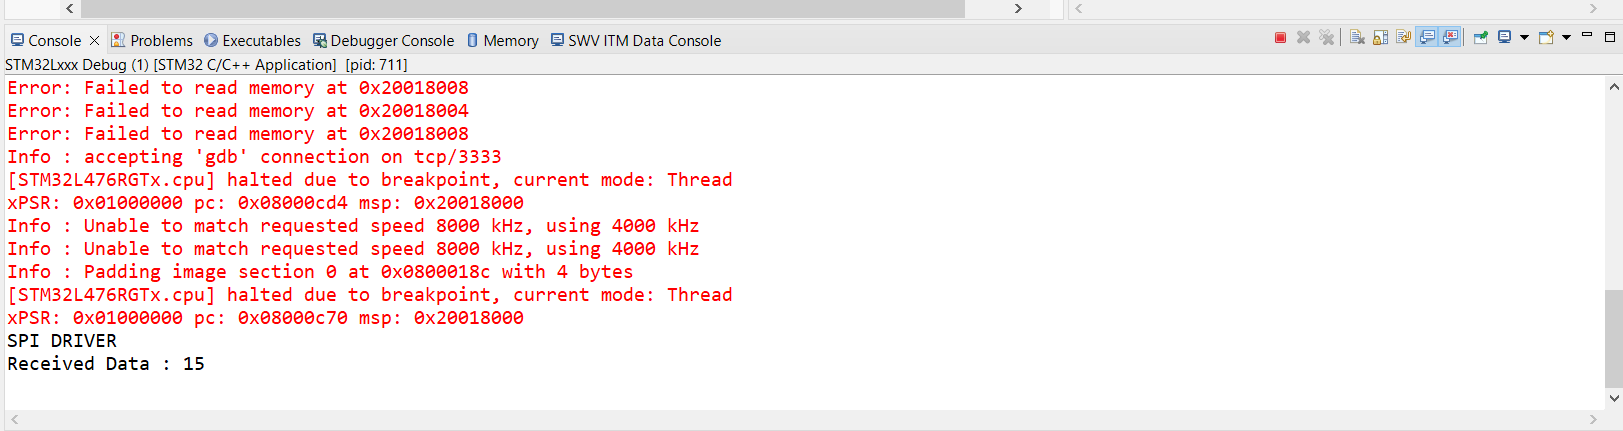 Console Problems Executables Debugger Console Memory SWV ITM Data Console
STM32Lxxx Debug (1) [STM32 C/C++ Application] [pid: 711]
Error: Failed to read memory at 0x20018008
Error: Failed to read memory at 0x20018004
Error: Failed to read memory at 0x20018008
Info : accepting 'gdb' connection on tcp/3333
[STM32L476RGTx.cpu] halted due to breakpoint, current mode: Thread
xPSR: 0x01000000 pc: 0x08000cd4 msp: 0x20018000
Info : Unable to match requested speed 8000 kHz, using 4000 kHz
Info : Unable to match requested speed 8000 kHz, using 4000 kHz
Info : Padding image section 0 at 0x0800018c with 4 bytes
[STM32L476RGTx.cpu] halted due to breakpoint, current mode: Thread
xPSR: 0x01000000 pc: 0x08000c70 msp: 0x20018000
SPI DRIVER
Received Data : 15